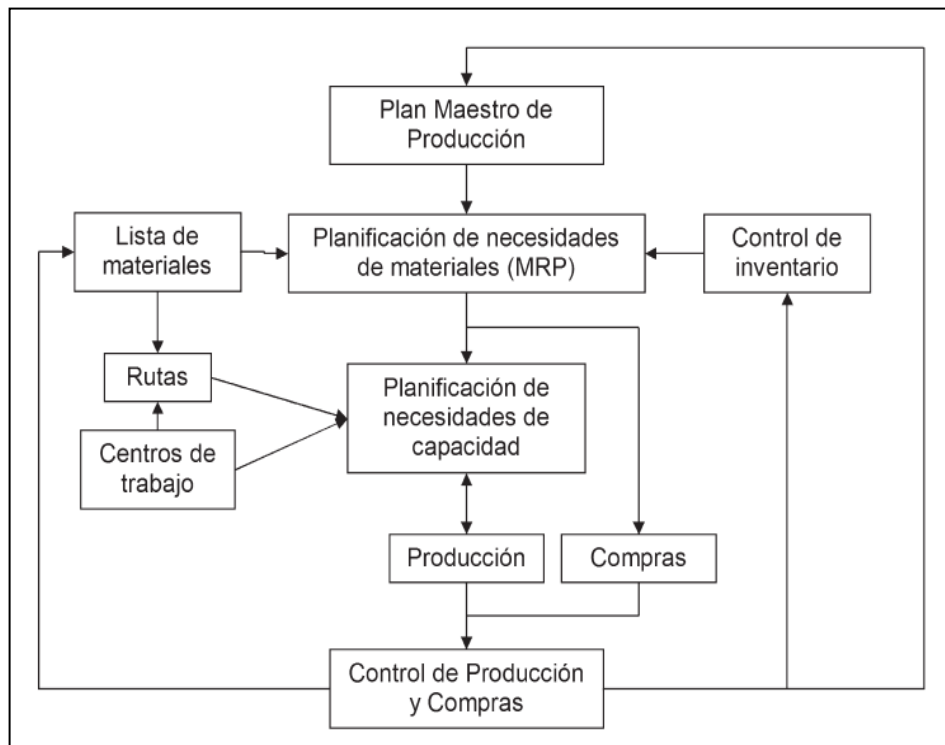 Plan Maestro de
Producción
Lista de
materiales
Planificación de necesidades
de materiales (MRP)
Control de
inventario
Rutas
Planificación de
necesidades de
capacidad
Centros de
trabajo
Producción
Compras
Control de Producción
y Compras